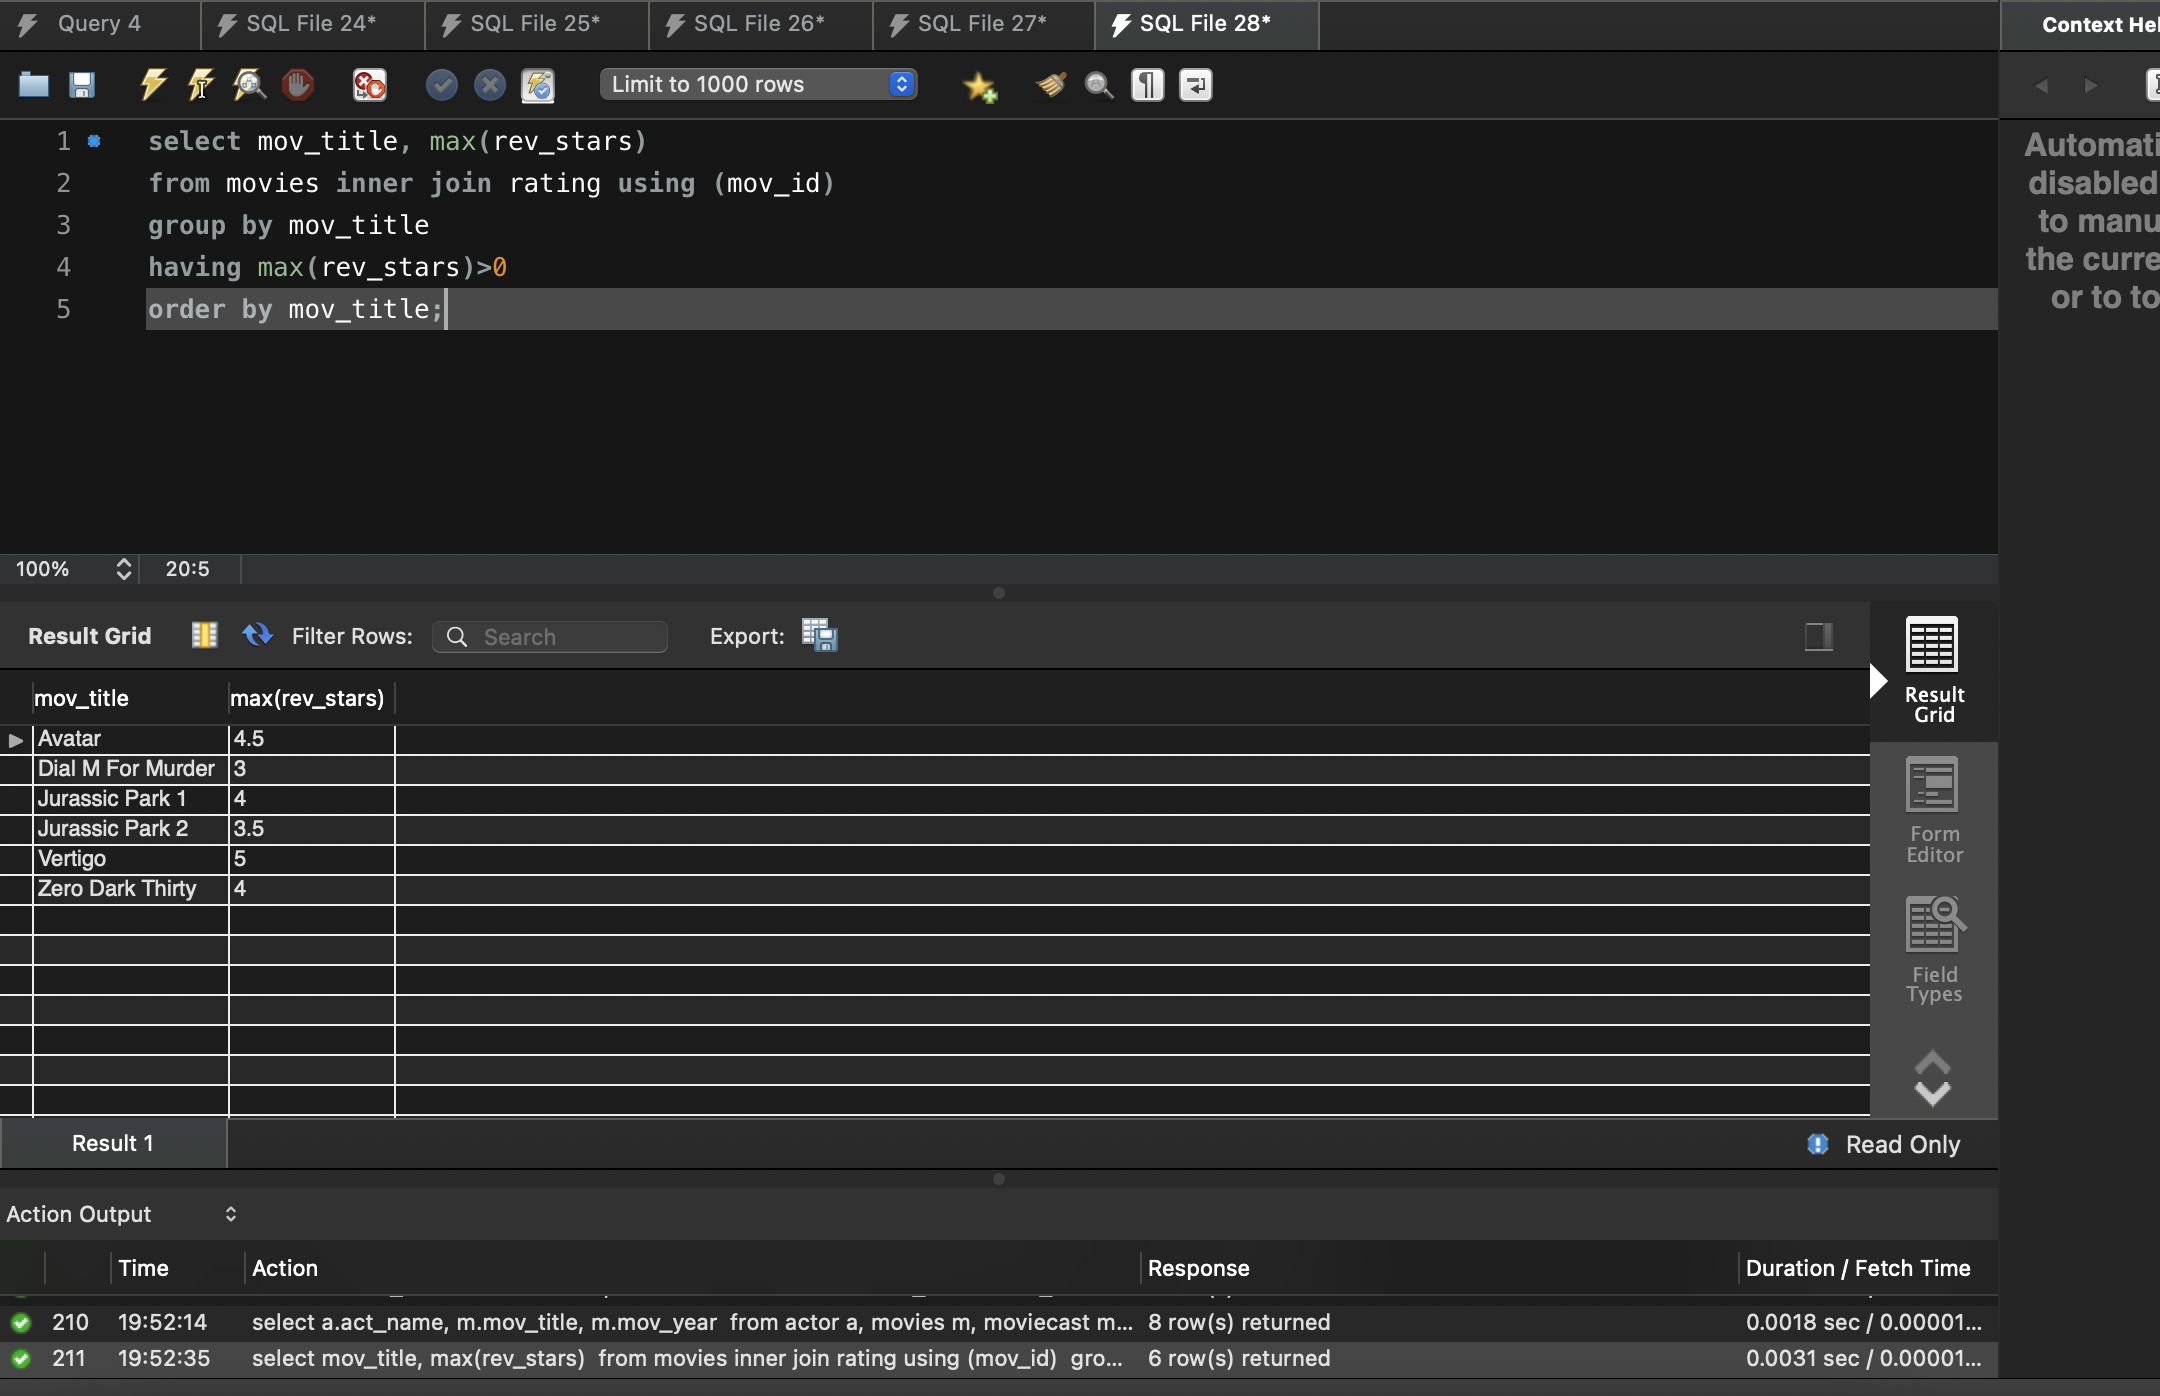 Query 4 SQL File 24* SQL File 25* SQL File 26* SQL File 27* SQL File 28*
Context Hel
Limit to 1000 rows
1 select mov_title, max(rev_stars)
2 from movies inner join rating using (mov_id)
3 group by mov_title
4 having max(rev_stars)>0
5 order by mov_title;
Automati
disabled
to manu
the curre
or to to
100% 20:5
Result Grid Filter Rows: Search Export:
mov_title max(rev_stars)
Avatar 4.5
Dial M For Murder 3
Jurassic Park 1 4
Jurassic Park 2 3.5
Vertigo 5
Zero Dark Thirty 4
Result
Grid
Form
Editor
Field
Types
Result 1 Read Only
Action Output
Time Action Response Duration / Fetch Time
210 19:52:14 select a.act_name, m.mov_title, m.mov_year from actor a, movies m, moviecast m... 8 row(s) returned 0.0018 sec / 0.00001...
211 19:52:35 select mov_title, max(rev_stars) from movies inner join rating using (mov_id) gro... 6 row(s) returned 0.0031 sec / 0.00001...